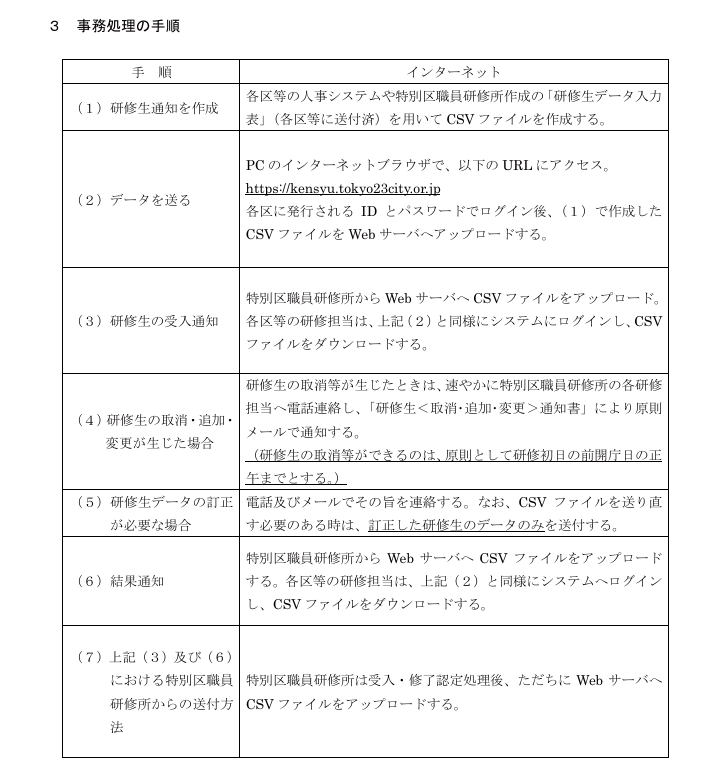 ３　事務処理の手順
手　順
インターネット
（１）研修生通知を作成
各区等の人事システムや特別区職員研修所作成の「研修生データ入力
表」（各区等に送付済）を用いて CSV ファイルを作成する。
（２）データを送る
PC のインターネットブラウザで、以下の URL にアクセス。
https://kensyu.tokyo23city.or.jp
各区に発行される ID とパスワードでログイン後、（１）で作成した
CSV ファイルを Web サーバへアップロードする。
（３）研修生の受入通知
特別区職員研修所から Web サーバへ CSV ファイルをアップロード。
各区等の研修担当は、上記（２）と同様にシステムにログインし、CSV
ファイルをダウンロードする。
（４）研修生の取消・追加・
変更が生じた場合
研修生の取消等が生じたときは、速やかに特別区職員研修所の各研修
担当へ電話連絡し、「研修生＜取消・追加・変更＞通知書」により原則
メールで通知する。
（研修生の取消等ができるのは、原則として研修初日の前開庁日の正
午までとする。）
（５）研修生データの訂正
が必要な場合
電話及びメールでその旨を連絡する。なお、CSV ファイルを送り直
す必要のある時は、訂正した研修生のデータのみを送付する。
（６）結果通知
特別区職員研修所から Web サーバへ CSV ファイルをアップロード
する。各区等の研修担当は、上記（２）と同様にシステムへログイン
し、CSV ファイルをダウンロードする。
（７）上記（３）及び（６）
における特別区職員
研修所からの送付方
法
特別区職員研修所は受入・修了認定処理後、ただちに Web サーバへ
CSV ファイルをアップロードする。